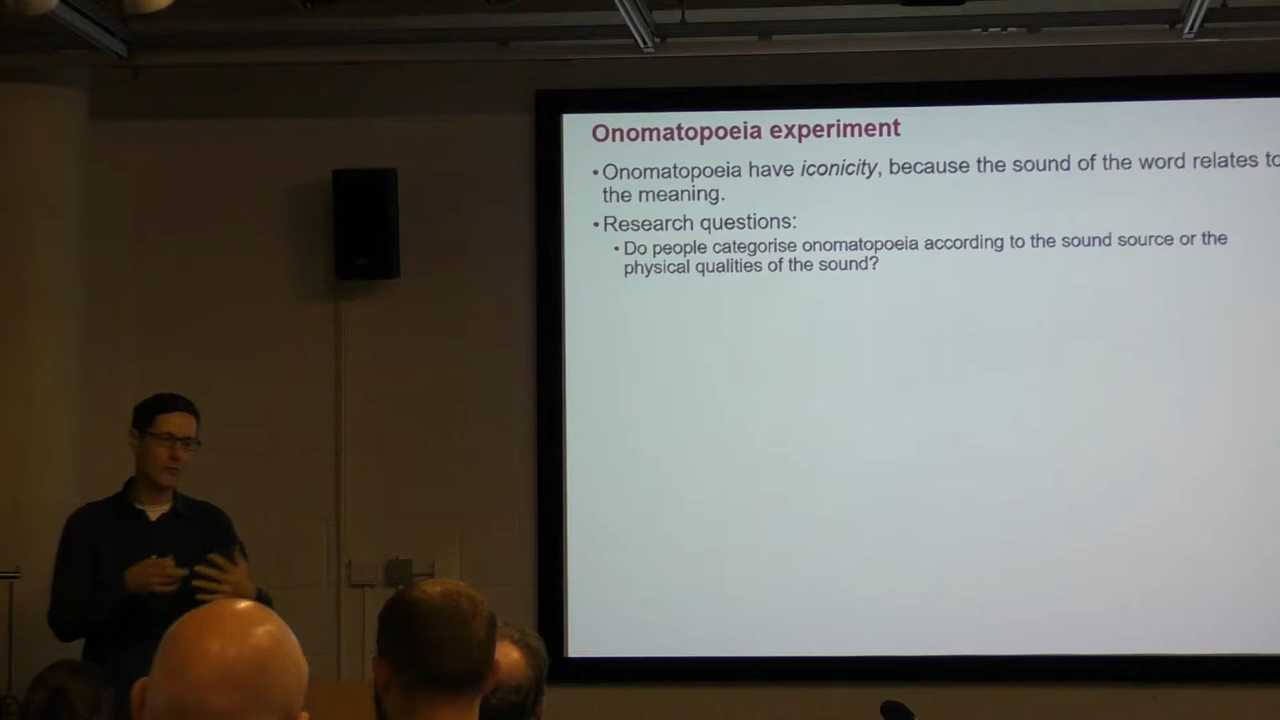 Onomatopoeia experiment
•Onomatopoeia have iconicity, because the sound of the word relates to
the meaning.
•Research questions:
•Do people categorise onomatopoeia according to the sound source or the
physical qualities of the sound?